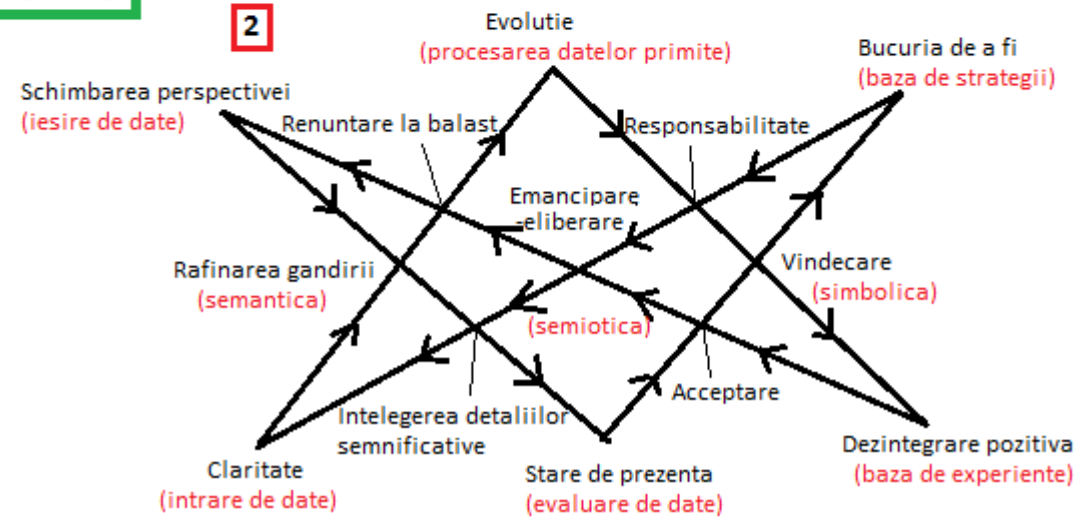 2
Evolutie
(procesarea datelor primite)
Bucuria de a fi
(baza de strategii)
Schimbarea perspectivei
(iesire de date)
Renuntare la balast
Responsabilitate
Emancipare
-eliberare
Rafinarea gandirii
(semantica)
Vindecare
(simbolica)
(semiotica)
Acceptare
Intelegerea detaliilor
semnificative
Claritate
(intrare de date)
Stare de prezenta
(evaluare de date)
Dezintegrare pozitiva
(baza de experiente)